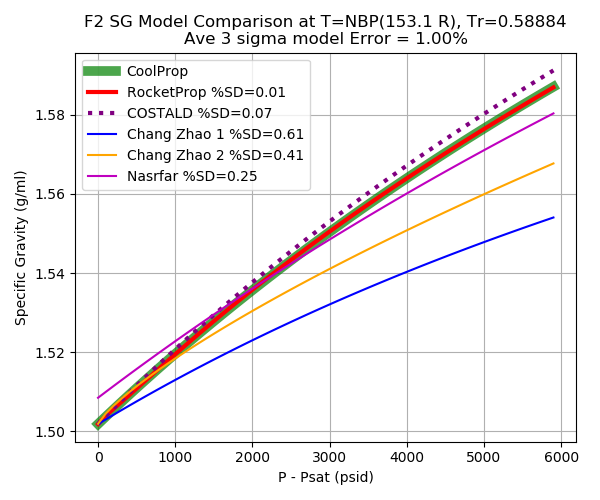 F2 SG Model Comparison at T=NBP(153.1 R), Tr=0.58884
Ave 3 sigma model Error = 1.00%
CoolProp
RocketProp %SD=0.01
COSTALD %SD=0.07
Chang Zhao 1 %SD=0.61
Chang Zhao 2 %SD=0.41
Nasrfar %SD=0.25
Specific Gravity (g/ml)
1.58
1.56
1.54
1.52
1.50
0 1000 2000 3000 4000 5000 6000
P - Psat (psid)